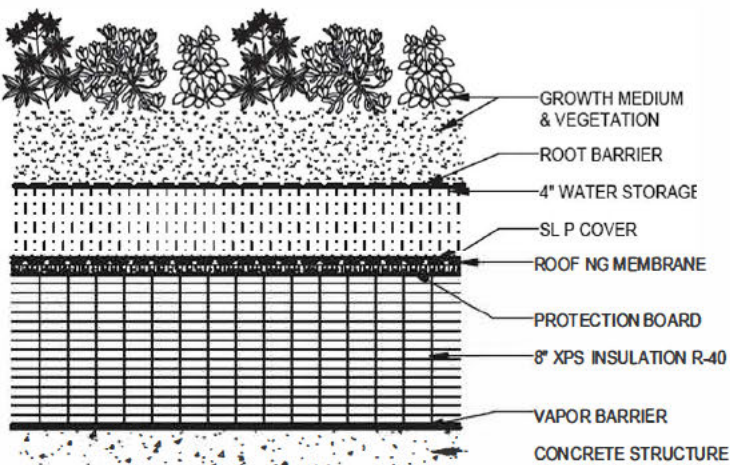 GROWTH MEDIUM
& VEGETATION
ROOT BARRIER
4" WATER STORAGE
SL P COVER
ROOF NG MEMBRANE
PROTECTION BOARD
8" XPS INSULATION R-40
VAPOR BARRIER
CONCRETE STRUCTURE